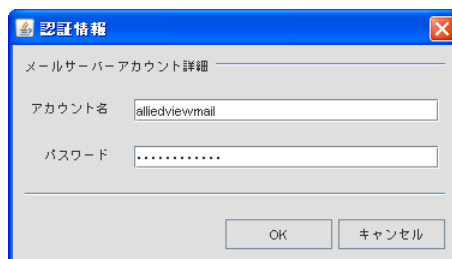 認証情報
メールサーバーアカウント詳細
アカウント名 alliedviewmail
パスワード ............
OK キャンセル